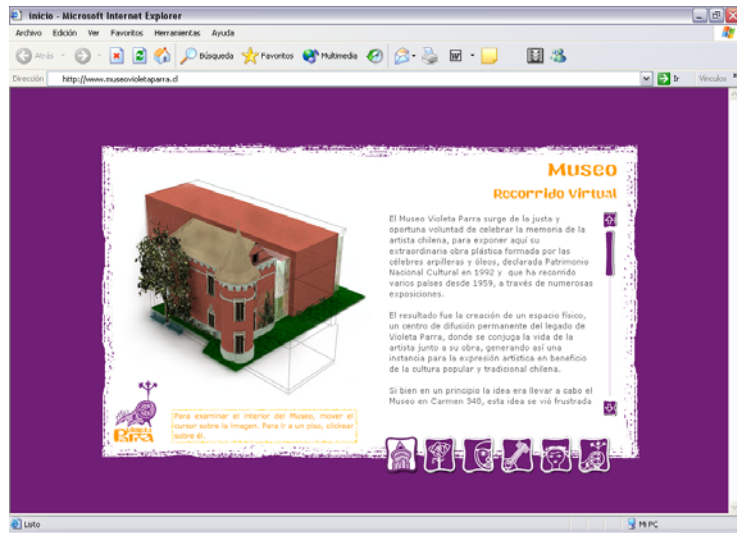 inicio - Microsoft Internet Explorer
Archivo Edición Ver Favoritos Herramientas Ayuda
Atrás Búsqueda Favoritos Multimedia
Dirección http://www.museovioletaparra.cl Ir Vínculos
Museo
Recorrido Virtual
El Museo Violeta Parra surge de la justa y
oportuna voluntad de celebrar la memoria de la
artista chilena, para exponer aquí su
extraordinaria obra plástica formada por las
célebres arpilleras y óleos, declarada Patrimonio
Nacional Cultural en 1992 y que ha recorrido
varios países desde 1959, a través de numerosas
exposiciones.
El resultado fue la creación de un espacio físico,
un centro de difusión permanente del legado de
Violeta Parra, donde se conjuga la vida de la
artista junto a su obra, generando así una
instancia para la expresión artística en beneficio
de la cultura popular y tradicional chilena.
Si bien en un principio la idea era llevar a cabo el
Museo en Carmen 340, esta idea se vió frustrada
Violeta
Parra
Para examinar el interior del Museo, mover el
cursor sobre la imagen. Para ir a un piso, clickear
sobre él.
Listo
Mi PC